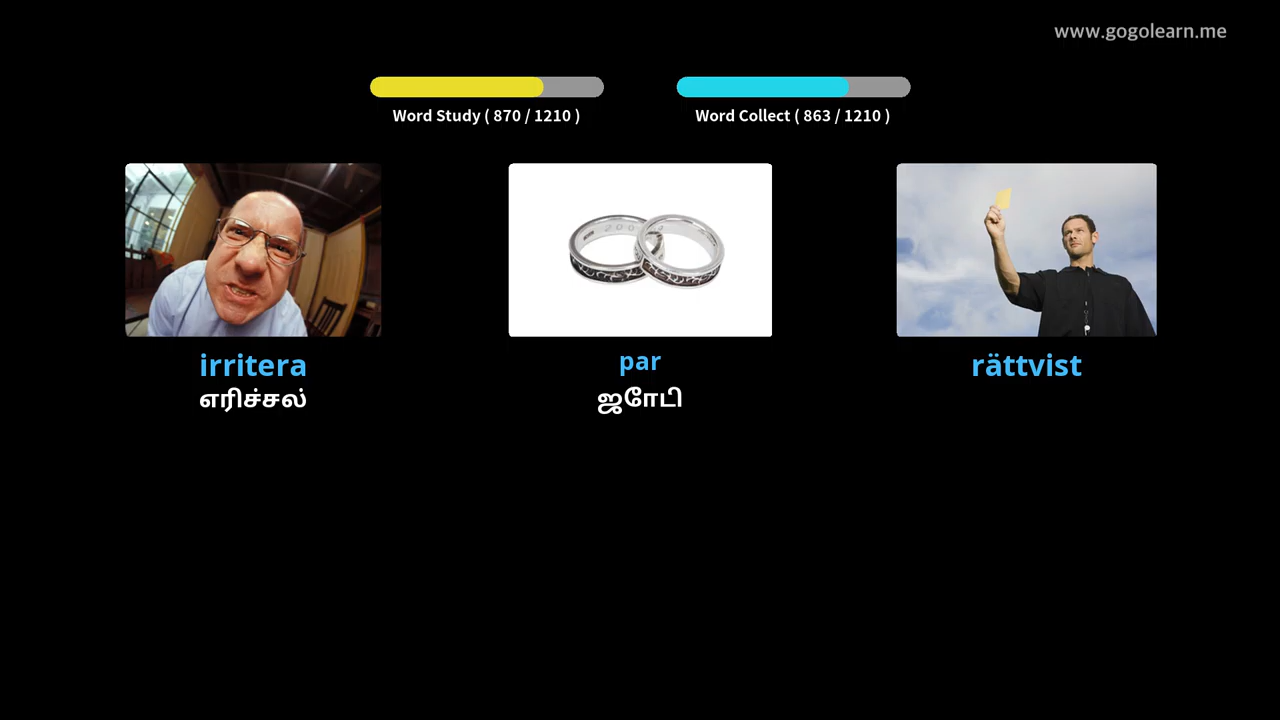 www.gogolearn.me
Word Study ( 870 / 1210 )
Word Collect ( 863 / 1210 )
irritera
par
rättvist
எரிச்சல்
ஜோடி